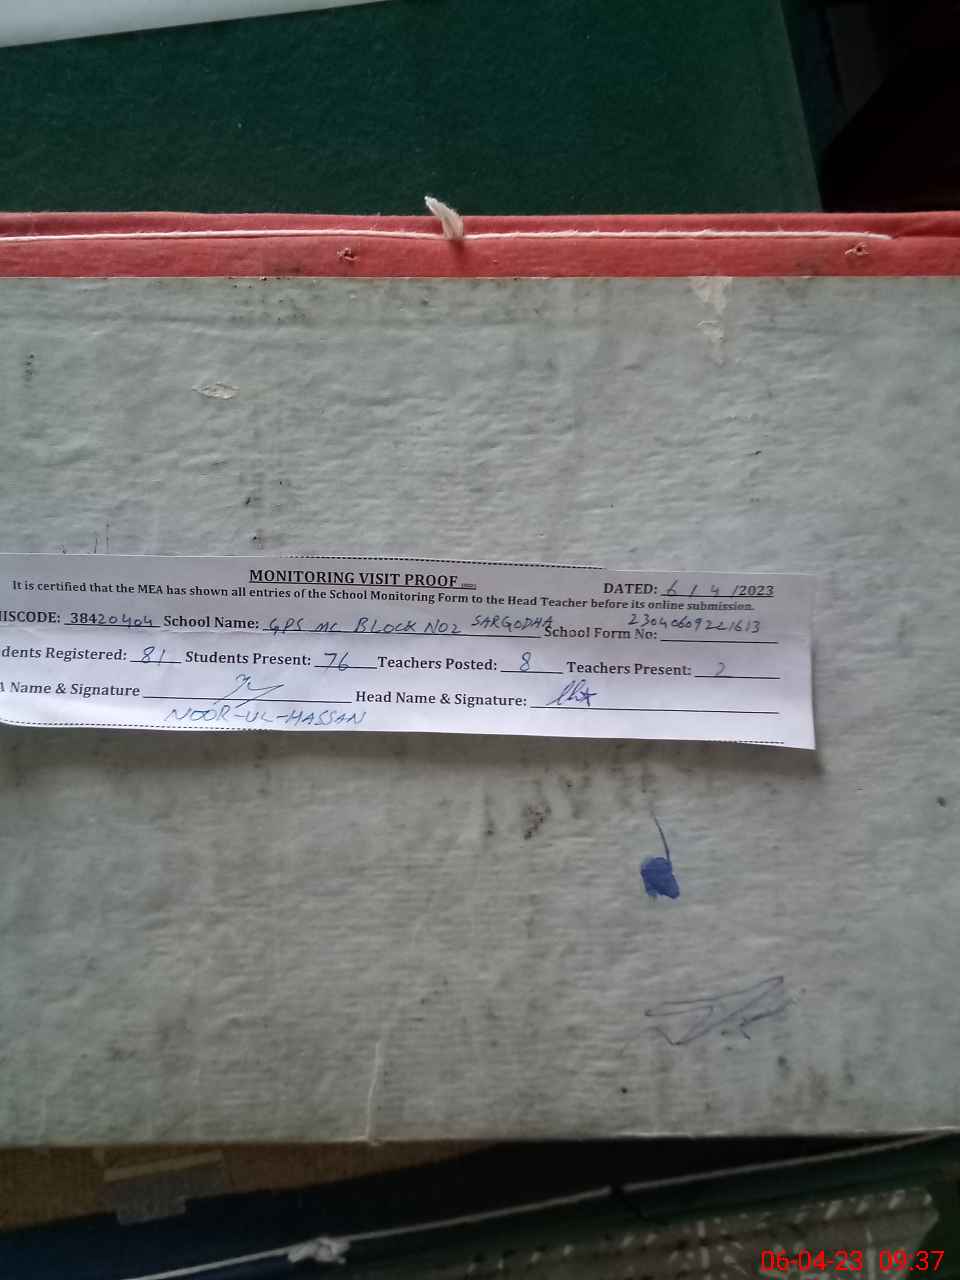 MONITORING VISIT PROOF
DATED: 6 / 4 /2023
It is certified that the MEA has shown all entries of the School Monitoring Form to the Head Teacher before its online submission.
MISCODE: 38420404 School Name: GPS MC BLOCK NO2 SARGODHA School Form No: 23040609221613
dents Registered: 81 Students Present: 76 Teachers Posted: 8 Teachers Present: 2
A Name & Signature Head Name & Signature:
NOOR-UL-HASSAN
06-04-23 09:37